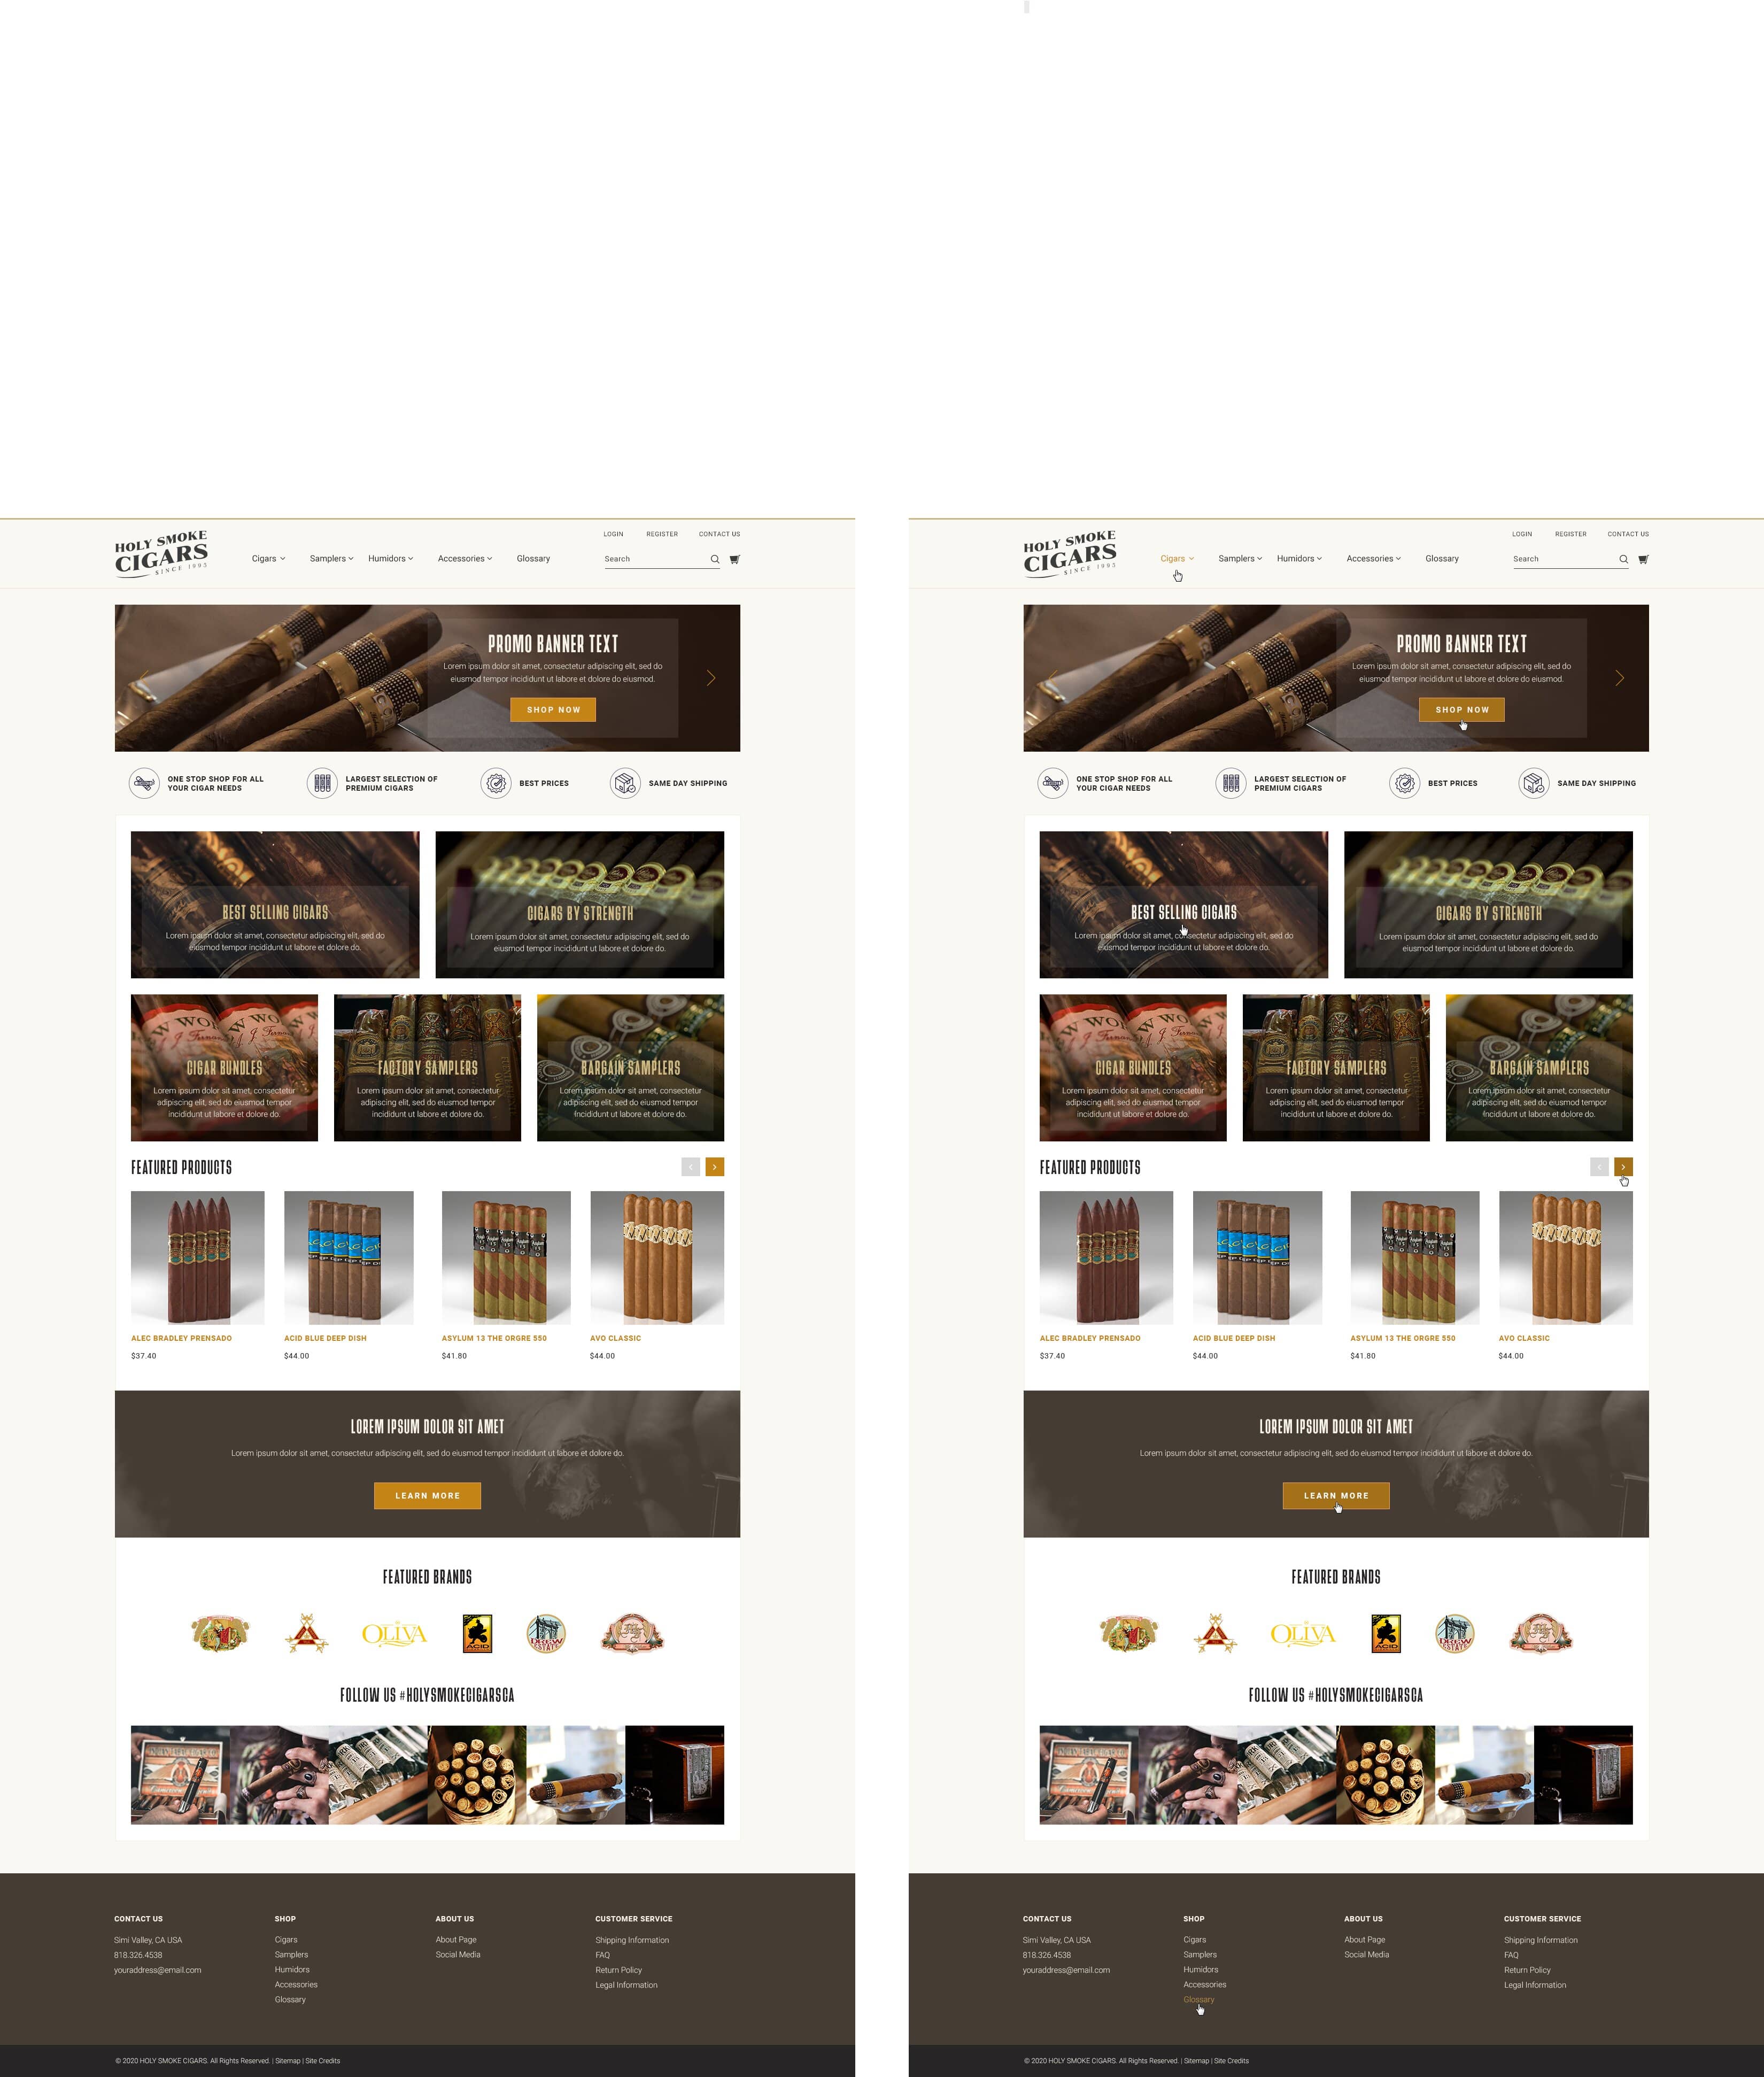 HOLY SMOKE
CIGARS
SINCE 1993
LOGIN REGISTER CONTACT US
Cigars Samplers Humidors Accessories Glossary
Search
PROMO BANNER TEXT
Lorem ipsum dolor sit amet, consectetur adipiscing elit, sed do
eiusmod tempor incididunt ut labore et dolore do eiusmod.
SHOP NOW
ONE STOP SHOP FOR ALL
YOUR CIGAR NEEDS
LARGEST SELECTION OF
PREMIUM CIGARS
BEST PRICES
SAME DAY SHIPPING
BEST SELLING CIGARS
Lorem ipsum dolor sit amet, consectetur adipiscing elit, sed do
eiusmod tempor incididunt ut labore et dolore do.
CIGARS BY STRENGTH
Lorem ipsum dolor sit amet, consectetur adipiscing elit, sed do
eiusmod tempor incididunt ut labore et dolore do.
CIGAR BUNDLES
Lorem ipsum dolor sit amet, consectetur
adipiscing elit, sed do eiusmod tempor
incididunt ut labore et dolore do.
FACTORY SAMPLERS
Lorem ipsum dolor sit amet, consectetur
adipiscing elit, sed do eiusmod tempor
incididunt ut labore et dolore do.
BARGAIN SAMPLERS
Lorem ipsum dolor sit amet, consectetur
adipiscing elit, sed do eiusmod tempor
incididunt ut labore et dolore do.
FEATURED PRODUCTS
ALEC BRADLEY PRENSADO
$37.40
ACID BLUE DEEP DISH
$44.00
ASYLUM 13 THE ORGRE 550
$41.80
AVO CLASSIC
$44.00
LOREM IPSUM DOLOR SIT AMET
Lorem ipsum dolor sit amet, consectetur adipiscing elit, sed do eiusmod tempor incididunt ut labore et dolore do.
LEARN MORE
FEATURED BRANDS
OLIVA
ACID
DREW
ESTATE
FOLLOW US #HOLYSMOKECIGARSCA
CONTACT US
Simi Valley, CA USA
818.326.4538
youraddress@email.com
SHOP
Cigars
Samplers
Humidors
Accessories
Glossary
ABOUT US
About Page
Social Media
CUSTOMER SERVICE
Shipping Information
FAQ
Return Policy
Legal Information
© 2020 HOLY SMOKE CIGARS. All Rights Reserved. | Sitemap | Site Credits
HOLY SMOKE
CIGARS
SINCE 1993
LOGIN REGISTER CONTACT US
Cigars Samplers Humidors Accessories Glossary
Search
PROMO BANNER TEXT
Lorem ipsum dolor sit amet, consectetur adipiscing elit, sed do
eiusmod tempor incididunt ut labore et dolore do eiusmod.
SHOP NOW
ONE STOP SHOP FOR ALL
YOUR CIGAR NEEDS
LARGEST SELECTION OF
PREMIUM CIGARS
BEST PRICES
SAME DAY SHIPPING
BEST SELLING CIGARS
Lorem ipsum dolor sit amet, consectetur adipiscing elit, sed do
eiusmod tempor incididunt ut labore et dolore do.
CIGARS BY STRENGTH
Lorem ipsum dolor sit amet, consectetur adipiscing elit, sed do
eiusmod tempor incididunt ut labore et dolore do.
CIGAR BUNDLES
Lorem ipsum dolor sit amet, consectetur
adipiscing elit, sed do eiusmod tempor
incididunt ut labore et dolore do.
FACTORY SAMPLERS
Lorem ipsum dolor sit amet, consectetur
adipiscing elit, sed do eiusmod tempor
incididunt ut labore et dolore do.
BARGAIN SAMPLERS
Lorem ipsum dolor sit amet, consectetur
adipiscing elit, sed do eiusmod tempor
incididunt ut labore et dolore do.
FEATURED PRODUCTS
ALEC BRADLEY PRENSADO
$37.40
ACID BLUE DEEP DISH
$44.00
ASYLUM 13 THE ORGRE 550
$41.80
AVO CLASSIC
$44.00
LOREM IPSUM DOLOR SIT AMET
Lorem ipsum dolor sit amet, consectetur adipiscing elit, sed do eiusmod tempor incididunt ut labore et dolore do.
LEARN MORE
FEATURED BRANDS
OLIVA
ACID
DREW
ESTATE
FOLLOW US #HOLYSMOKECIGARSCA
CONTACT US
Simi Valley, CA USA
818.326.4538
youraddress@email.com
SHOP
Cigars
Samplers
Humidors
Accessories
Glossary
ABOUT US
About Page
Social Media
CUSTOMER SERVICE
Shipping Information
FAQ
Return Policy
Legal Information
© 2020 HOLY SMOKE CIGARS. All Rights Reserved. | Sitemap | Site Credits